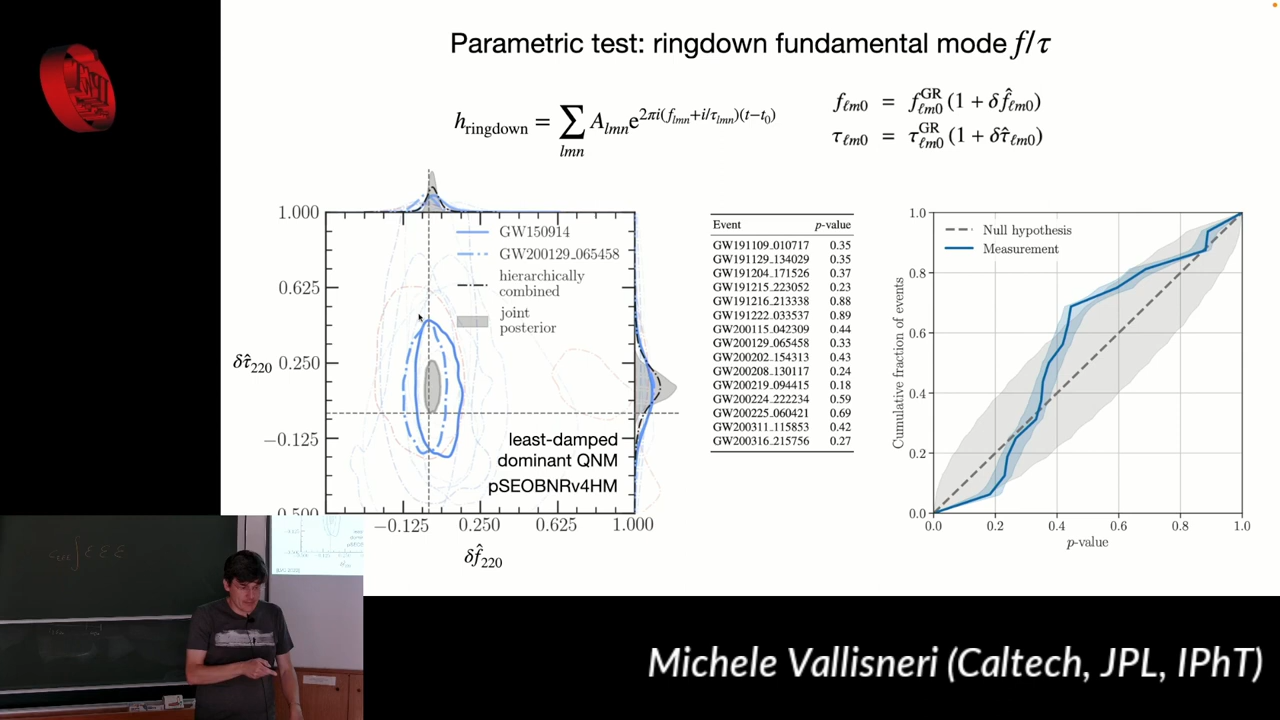 Parametric test: ringdown fundamental mode f/τ
h_ringdown = ∑_lmn A_lmn e^{2πi(f_lmn+i/τ_lmn)(t−t_0)}
f_ℓm0 = f^GR_ℓm0 (1 + δf̂_ℓm0)
τ_ℓm0 = τ^GR_ℓm0 (1 + δτ̂_ℓm0)
1.000
0.625
δτ̂_220 0.250
−0.125
GW150914
GW200129_065458
hierarchically
combined
joint
posterior
least-damped
dominant QNM
pSEOBNRv4HM
−0.125 0.250 0.625 1.000
δf̂_220
Event p-value
GW191109_010717 0.35
GW191129_134029 0.35
GW191204_171526 0.37
GW191215_223052 0.23
GW191216_213338 0.88
GW191222_033537 0.89
GW200115_042309 0.44
GW200129_065458 0.33
GW200202_154313 0.43
GW200208_130117 0.24
GW200219_094415 0.18
GW200224_222234 0.59
GW200225_060421 0.69
GW200311_115853 0.42
GW200316_215756 0.27
Null hypothesis
Measurement
Cumulative fraction of events
1.0
0.8
0.6
0.4
0.2
0.0
0.0 0.2 0.4 0.6 0.8 1.0
p-value
Michele Vallisneri (Caltech, JPL, IPhT)